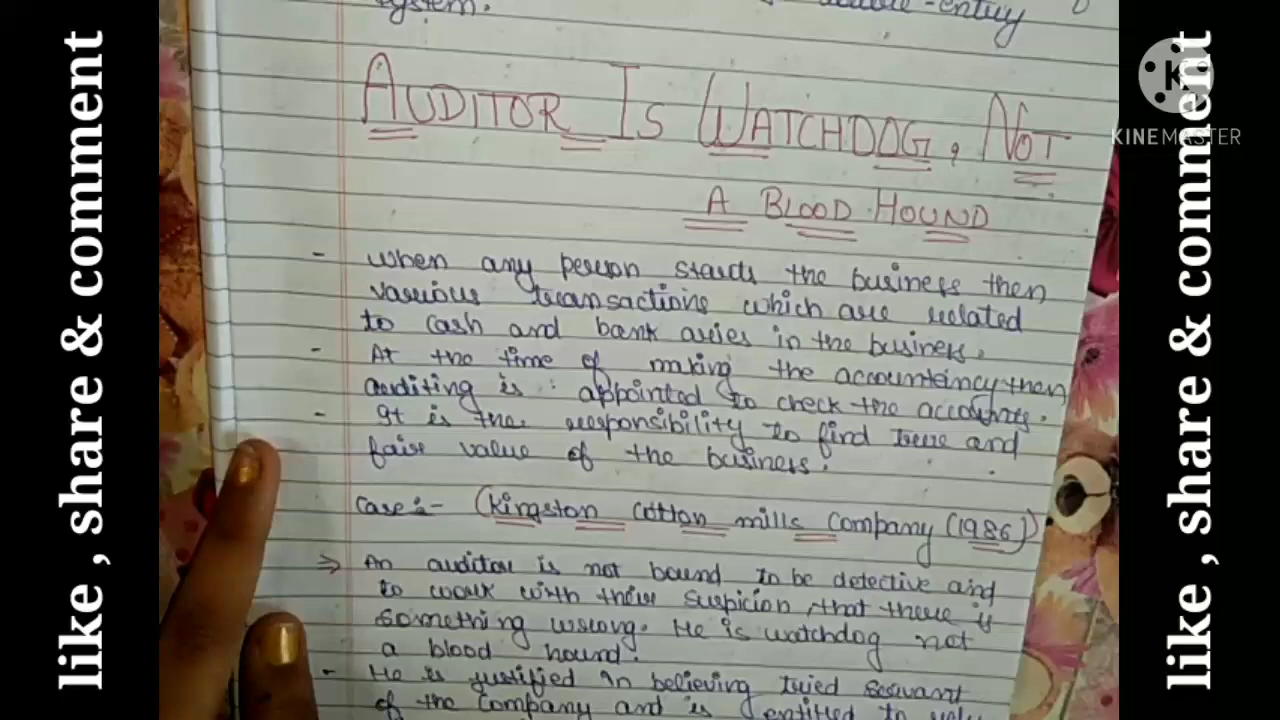 system. double-entry
AUDITOR IS WATCHDOG, NOT
A BLOOD HOUND
- when any person starts the business then
various transactions which are related
to cash and bank aries in the business.
- At the time of making the accountancy then
auditing is : appointed to check the accounts.
- It is the responsibility to find true and
fair value of the business.
Case :- (kingston cotton mills company (1986))
⇒ An auditor is not bound to be detective and
to work with their suspicion, that there is
something wrong. He is watchdog not
a blood hound.
- He is justified in believing tried servant
of the company and is entitled to rely
like , share & comment
like , share & comment
K
KINEMASTER